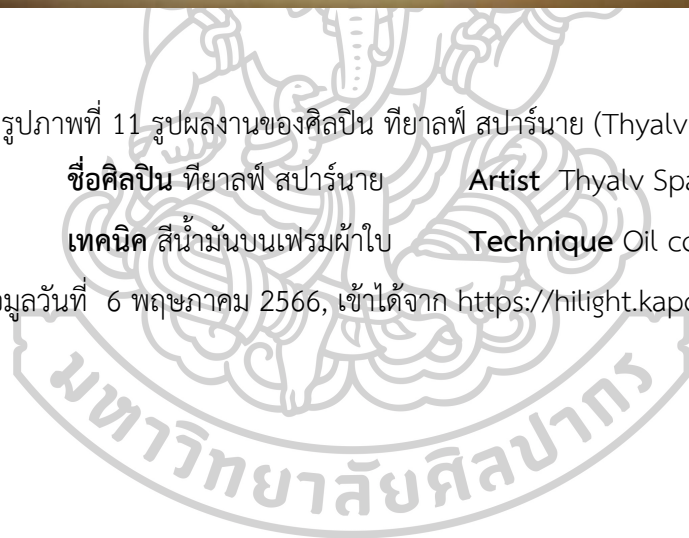 รูปภาพที่ 11 รูปผลงานของศิลปิน ทียาลฟ์ สปาร์นาย (Thyalv
ชื่อศิลปิน ทียาลฟ์ สปาร์นาย Artist Thyalv Spa
เทคนิค สีน้ำมันบนเฟรมผ้าใบ Technique Oil co
อมูลวันที่ 6 พฤษภาคม 2566, เข้าได้จาก https://hilight.kapo
มหาวิทยาลัยศิลปากร